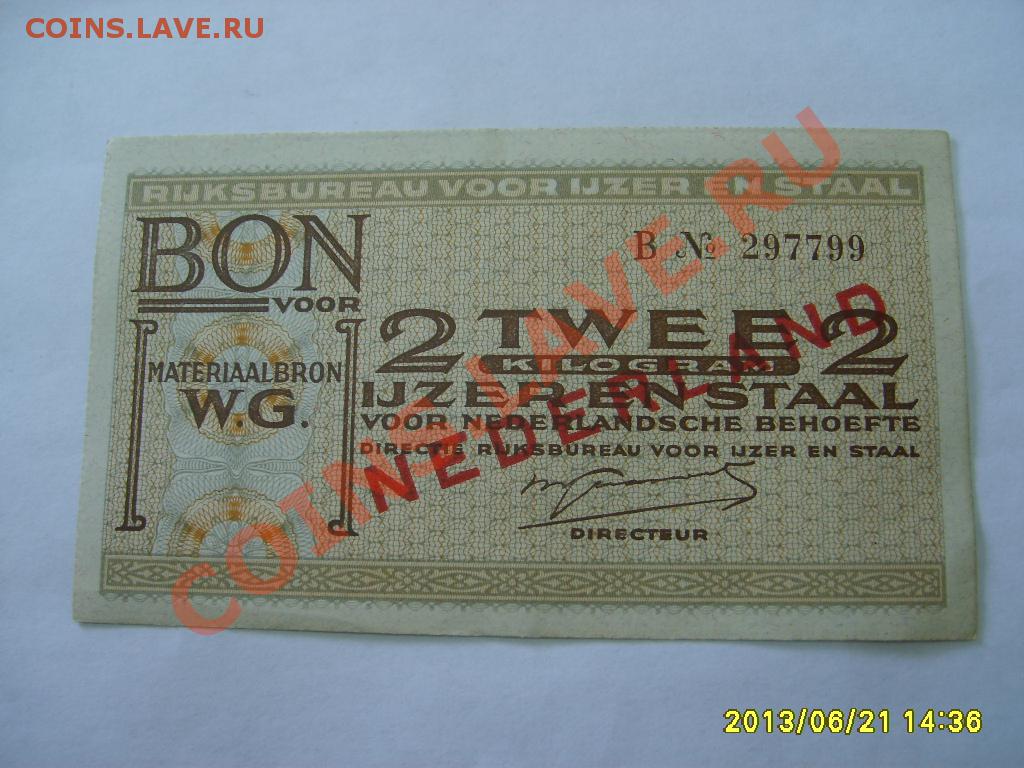 COINS.LAVE.RU
RIJKSBUREAU VOOR IJZER EN STAAL
BON
VOOR
MATERIAALBRON
W.G.
B № 297799
2 TWEE 2
KILOGRAM
IJZER EN STAAL
VOOR NEDERLANDSCHE BEHOEFTE
DIRECTIE RIJKSBUREAU VOOR IJZER EN STAAL
DIRECTEUR
NEDERLAND
COINS.LAVE.RU
2013/06/21 14:36